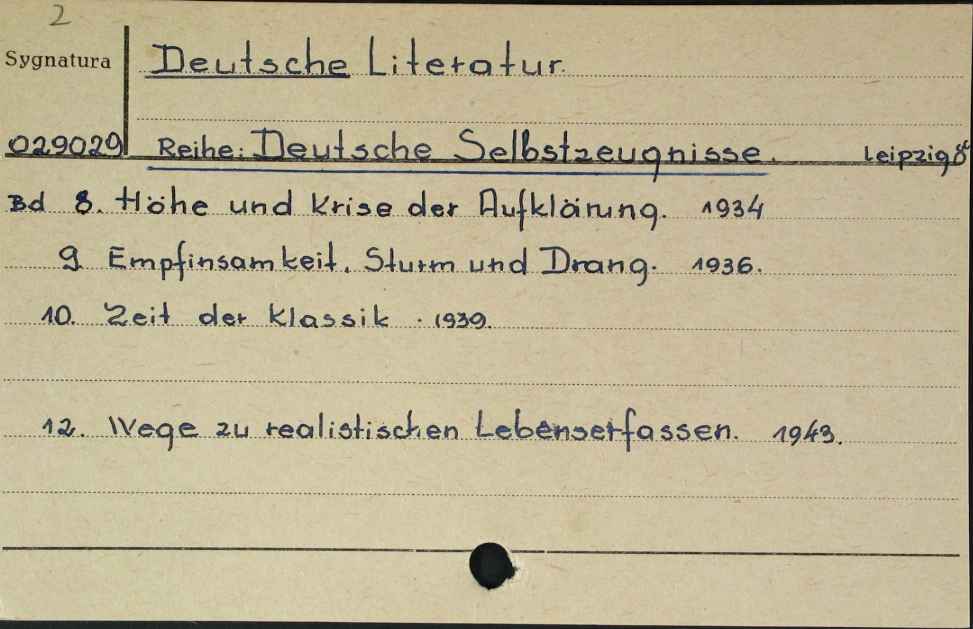 2
Sygnatura Deutsche Literatur.
029029 Reihe: Deutsche Selbstzeugnisse. Leipzig 8°
Bd 8. Höhe und Krise der Aufklärung. 1934
9. Empfinsamkeit. Sturm und Drang. 1936.
10. Zeit der Klassik. 1939.
12. Wege zu realistischen Lebenserfassen. 1943.